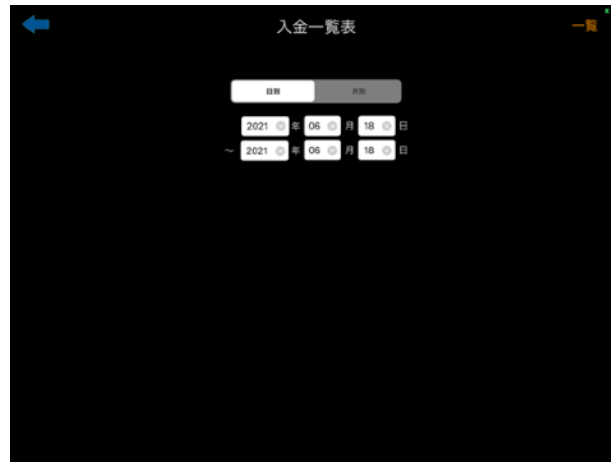 入金一覧表
一覧
日別 月別
2021 年 06 月 18 日
～ 2021 年 06 月 18 日